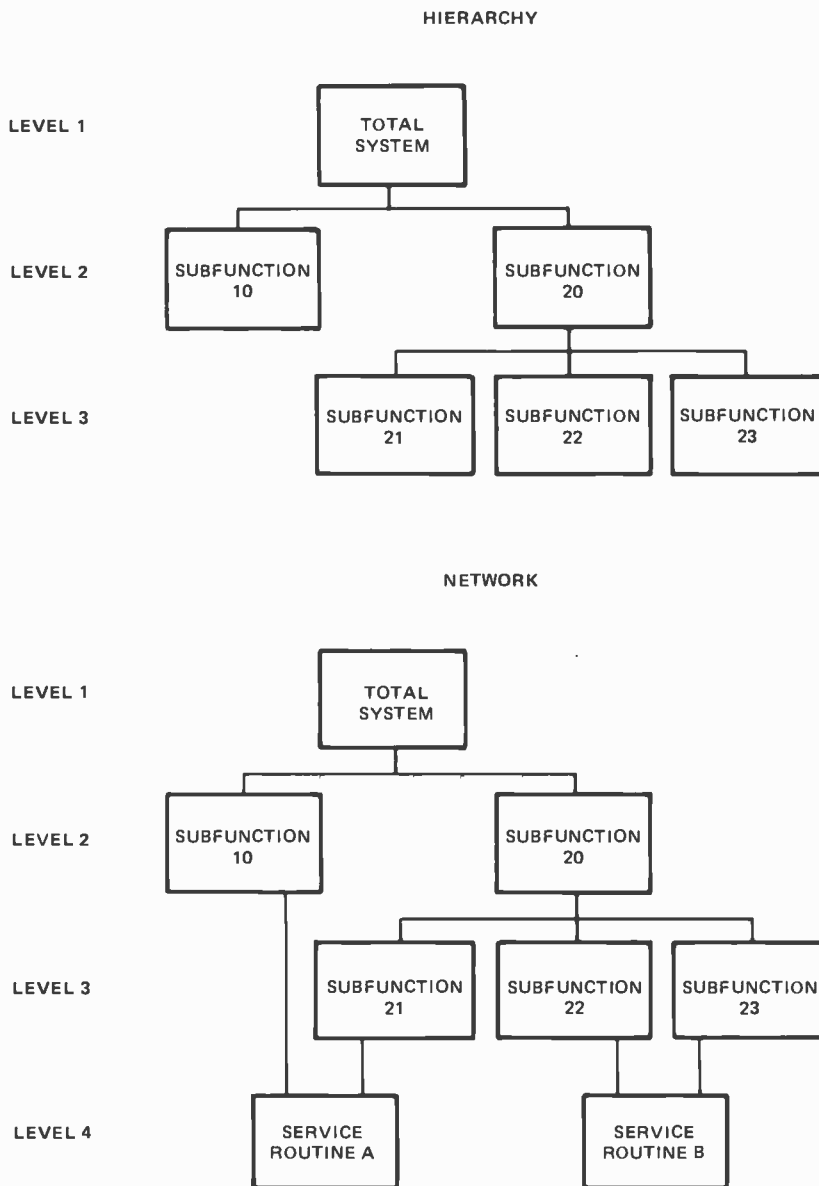 HIERARCHY
LEVEL 1
TOTAL
SYSTEM
LEVEL 2
SUBFUNCTION
10
SUBFUNCTION
20
LEVEL 3
SUBFUNCTION
21
SUBFUNCTION
22
SUBFUNCTION
23
NETWORK
LEVEL 1
TOTAL
SYSTEM
LEVEL 2
SUBFUNCTION
10
SUBFUNCTION
20
LEVEL 3
SUBFUNCTION
21
SUBFUNCTION
22
SUBFUNCTION
23
LEVEL 4
SERVICE
ROUTINE A
SERVICE
ROUTINE B